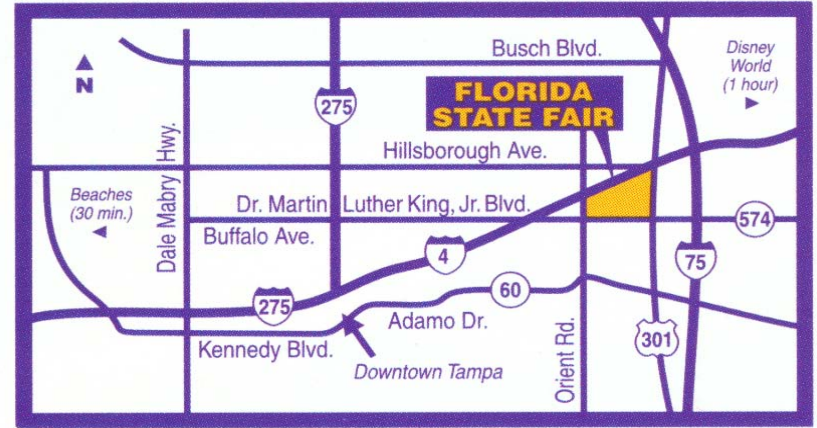 Busch Blvd.
Disney
World
(1 hour)
N
275
FLORIDA
STATE FAIR
Hillsborough Ave.
Dale Mabry Hwy.
Beaches
(30 min.)
Dr. Martin Luther King, Jr. Blvd.
574
Buffalo Ave.
4
75
275
60
Adamo Dr.
Kennedy Blvd.
Orient Rd.
301
Downtown Tampa